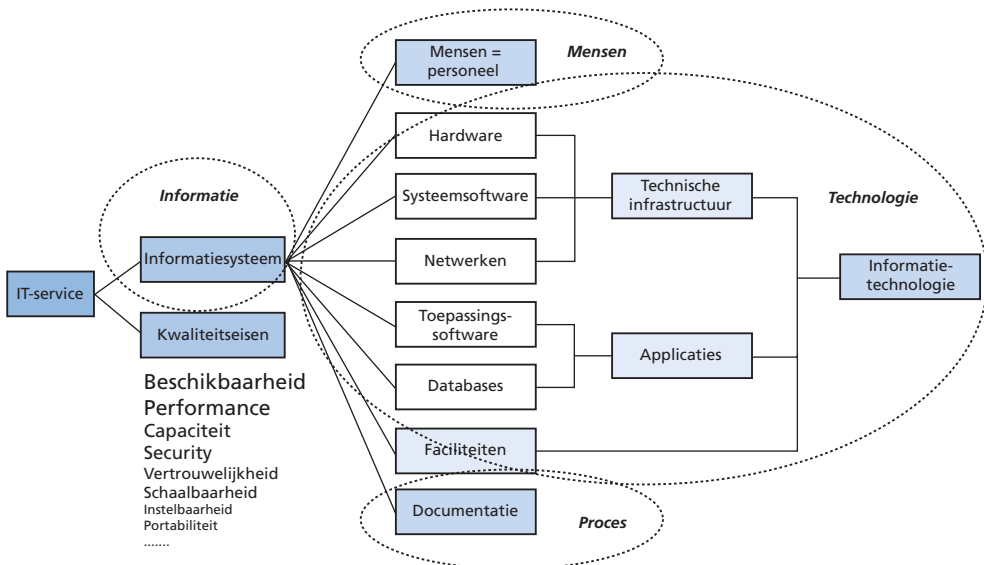 Mensen =
personeel
Mensen
Hardware
Informatie
Systeemsoftware
Technische
infrastructuur
Technologie
Informatiesysteem
Netwerken
Informatie-
technologie
IT-service
Kwaliteitseisen
Toepassings-
software
Applicaties
Beschikbaarheid
Performance
Capaciteit
Security
Vertrouwelijkheid
Schaalbaarheid
Instelbaarheid
Portabiliteit
.......
Databases
Faciliteiten
Documentatie
Proces